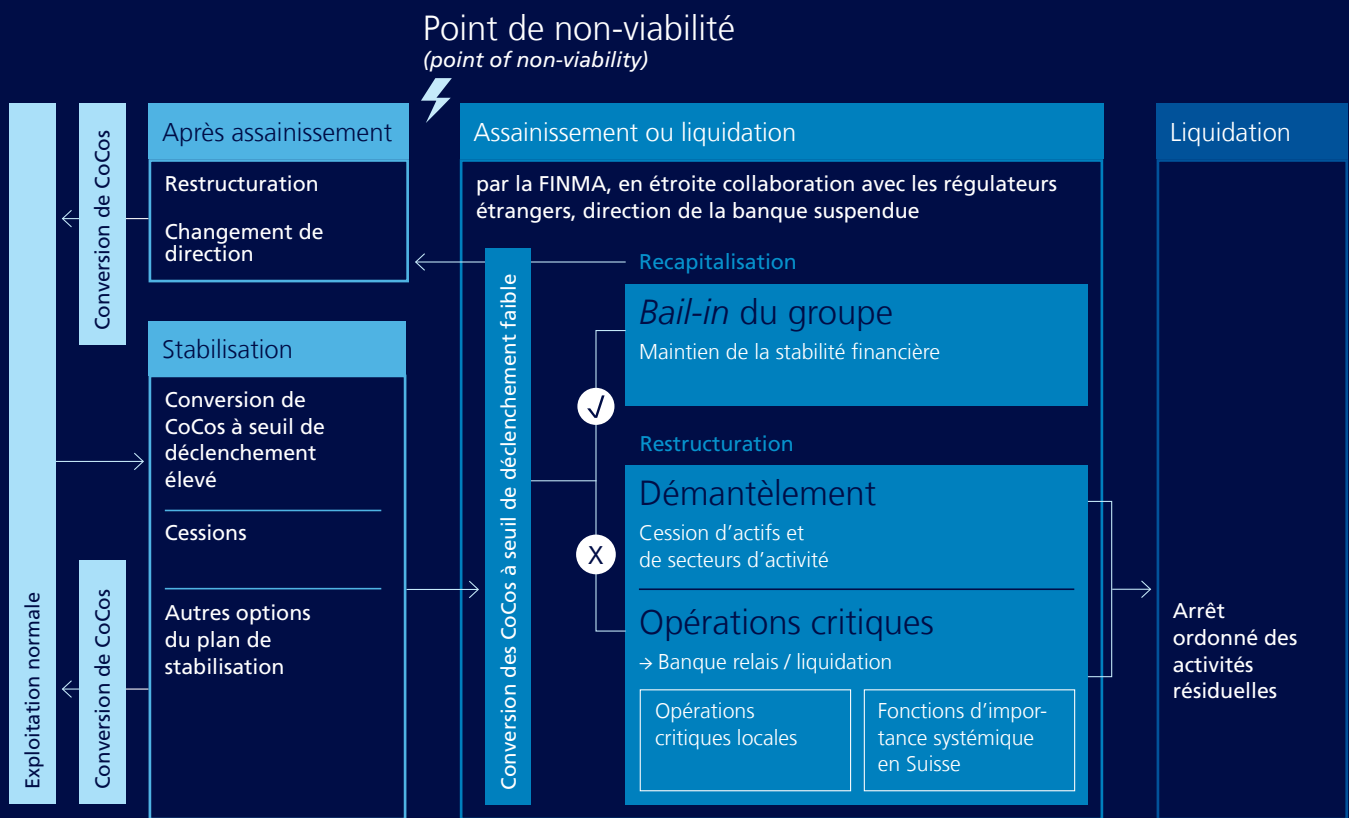 Point de non-viabilité
(point of non-viability)
Exploitation normale
Conversion de CoCos
Conversion de CoCos
Après assainissement
Restructuration
Changement de
direction
Stabilisation
Conversion de
CoCos à seuil de
déclenchement
élevé
Cessions
Autres options
du plan de
stabilisation
Assainissement ou liquidation
par la FINMA, en étroite collaboration avec les régulateurs
étrangers, direction de la banque suspendue
Conversion des CoCos à seuil de déclenchement faible
Recapitalisation
Bail-in du groupe
Maintien de la stabilité financière
√
Restructuration
X
Démantèlement
Cession d'actifs et
de secteurs d'activité
Opérations critiques
→ Banque relais / liquidation
Opérations
critiques locales
Fonctions d'impor-
tance systémique
en Suisse
Liquidation
Arrêt
ordonné des
activités
résiduelles